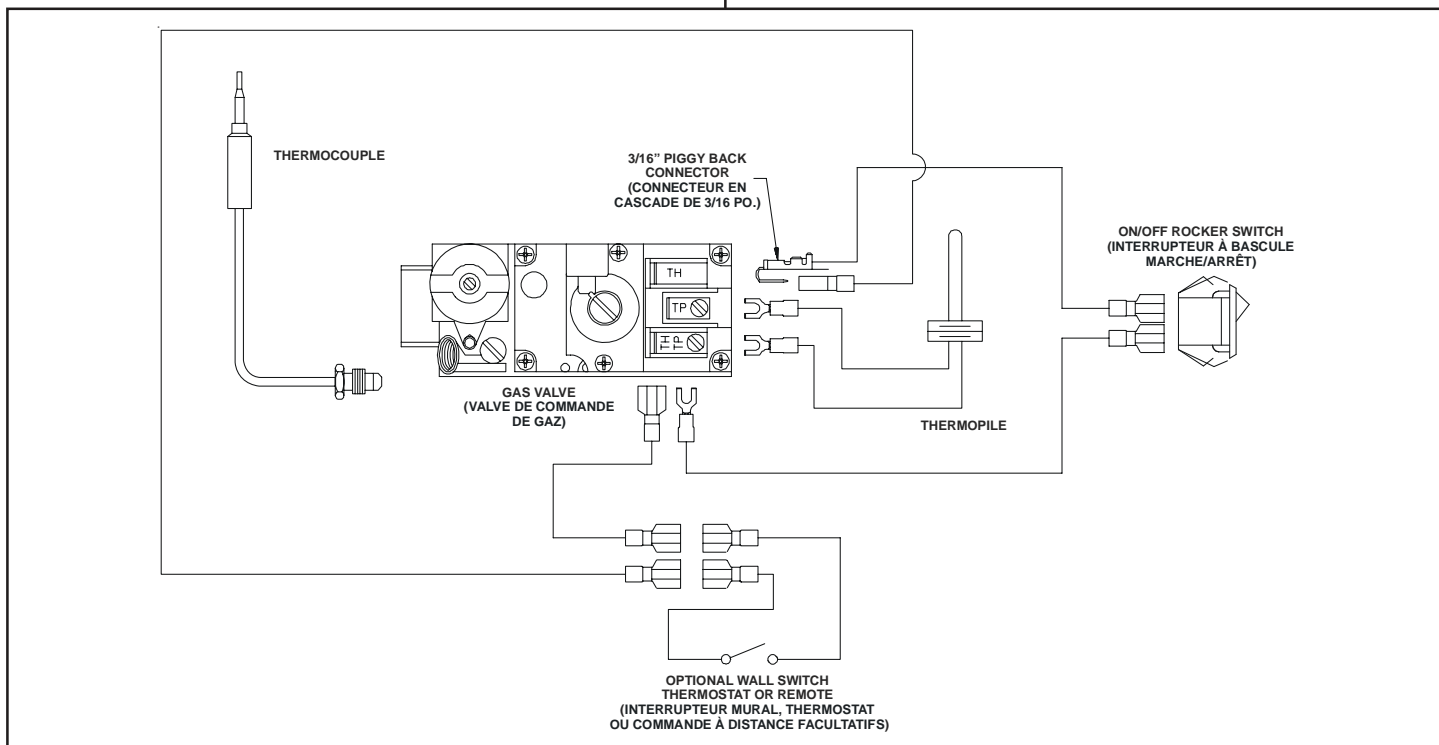 THERMOCOUPLE
3/16” PIGGY BACK
CONNECTOR
(CONNECTEUR EN
CASCADE DE 3/16 PO.)
ON/OFF ROCKER SWITCH
(INTERRUPTEUR À BASCULE
MARCHE/ARRÊT)
TH
TP
TH
TP
GAS VALVE
(VALVE DE COMMANDE
DE GAZ)
THERMOPILE
OPTIONAL WALL SWITCH
THERMOSTAT OR REMOTE
(INTERRUPTEUR MURAL, THERMOSTAT
OU COMMANDE À DISTANCE FACULTATIFS)